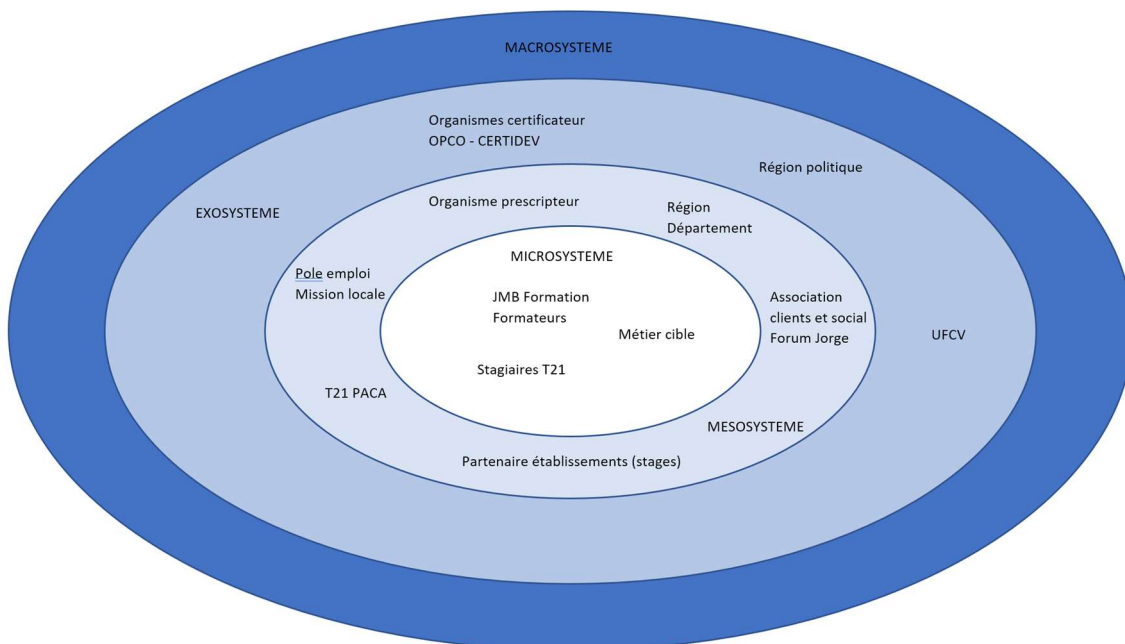 MACROSYSTEME
Organismes certificateur
OPCO - CERTIDEV
Région politique
EXOSYSTEME
Organisme prescripteur
Région
Département
MICROSYSTEME
Pole emploi
Mission locale
JMB Formation
Formateurs
Métier cible
Association
clients et social
Forum Jorge
UFCV
Stagiaires T21
T21 PACA
MESOSYSTEME
Partenaire établissements (stages)